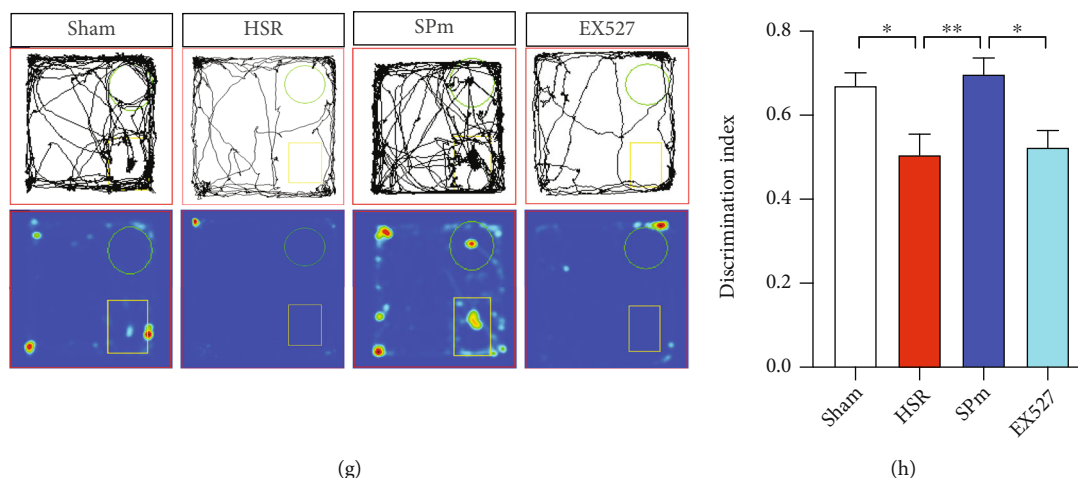 Sham
HSR
SPm
EX527
(g)
Discrimination index
0.8
0.6
0.4
0.2
0.0
*
**
*
Sham
HSR
SPm
EX527
(h)